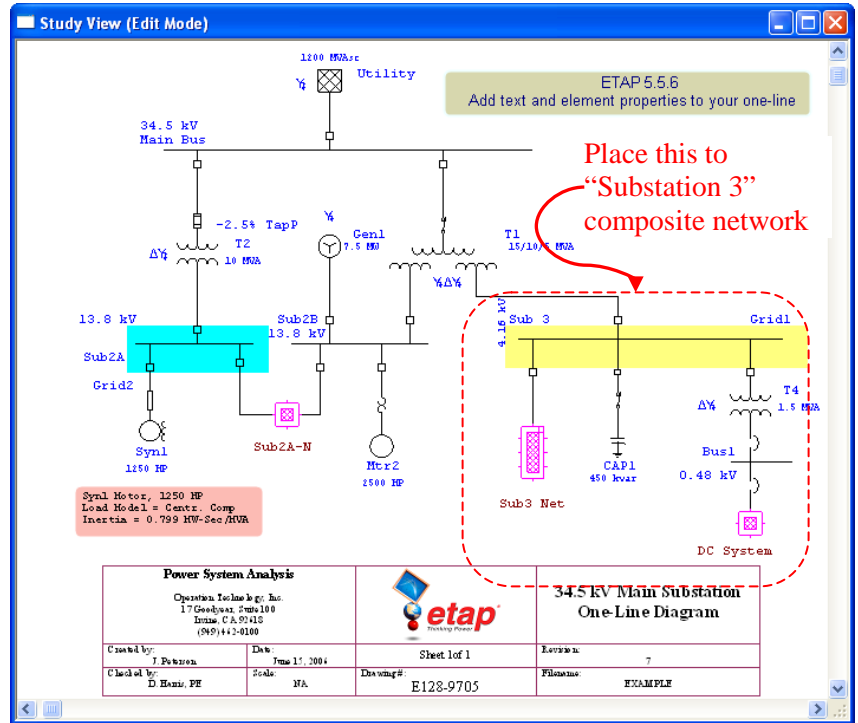 Study View (Edit Mode)
1200 MVAsc
Utility
ETAP 5.5.6
Add text and element properties to your one-line
34.5 kV
Main Bus
Place this to
“Substation 3”
composite network
-2.5% TapP
T2
10 MVA
Gen1
7.5 MW
T1
15/10/5 MVA
13.8 kV
Sub2B
13.8 kV
4.16 kV
Sub 3
Grid1
Sub2A
Grid2
T4
1.5 MVA
Syn1
1250 HP
Sub2A-N
Mtr2
2500 HP
CAP1
450 kvar
Bus1
0.48 kV
Sub3 Net
DC System
Syn1 Motor, 1250 HP
Load Model = Centr. Comp
Inertia = 0.799 MW-Sec/MVA
Power System Analysis
Operation Technology, Inc.
17 Goodyear, Suite 100
Irvine, CA 92618
(949) 462-0100
etap
Thinking Power
34.5 kV Main Substation
One-Line Diagram
Created by:
J. Peterson
Date:
June 15, 2006
Sheet 1 of 1
Revision:
7
Checked by:
D. Harris, PE
Scale:
NA
Drawing#:
E128-9705
Filename:
EXAMPLE